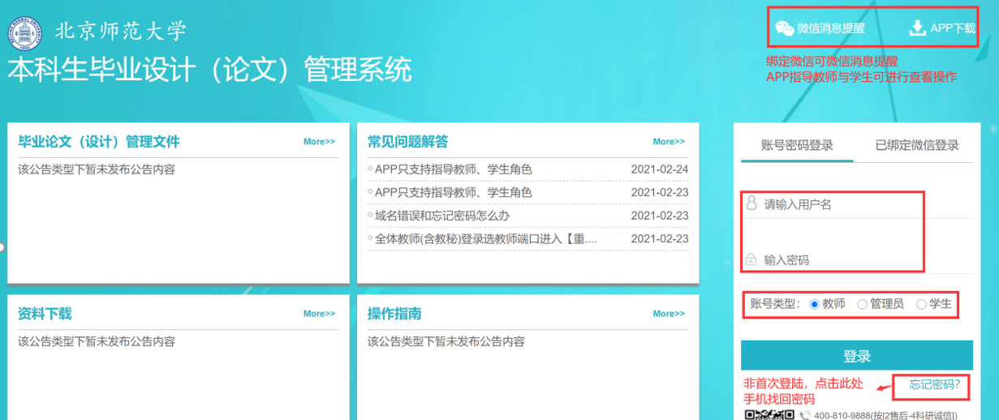 北京师范大学
本科生毕业设计（论文）管理系统
微信消息提醒 APP下载
绑定微信可微信消息提醒
APP指导教师与学生可进行查看操作
毕业论文（设计）管理文件 More>>
该公告类型下暂未发布公告内容
常见问题解答 More>>
APP只支持指导教师、学生角色 2021-02-24
APP只支持指导教师、学生角色 2021-02-23
域名错误和忘记密码怎么办 2021-02-23
全体教师(含教秘)登录选教师端口进入【重.... 2021-02-23
资料下载 More>>
该公告类型下暂未发布公告内容
操作指南 More>>
该公告类型下暂未发布公告内容
账号密码登录 已绑定微信登录
请输入用户名
输入密码
账号类型： 教师 管理员 学生
登录
非首次登陆，点击此处 忘记密码?
手机找回密码
400-810-9888(按[2售后-4科研诚信])